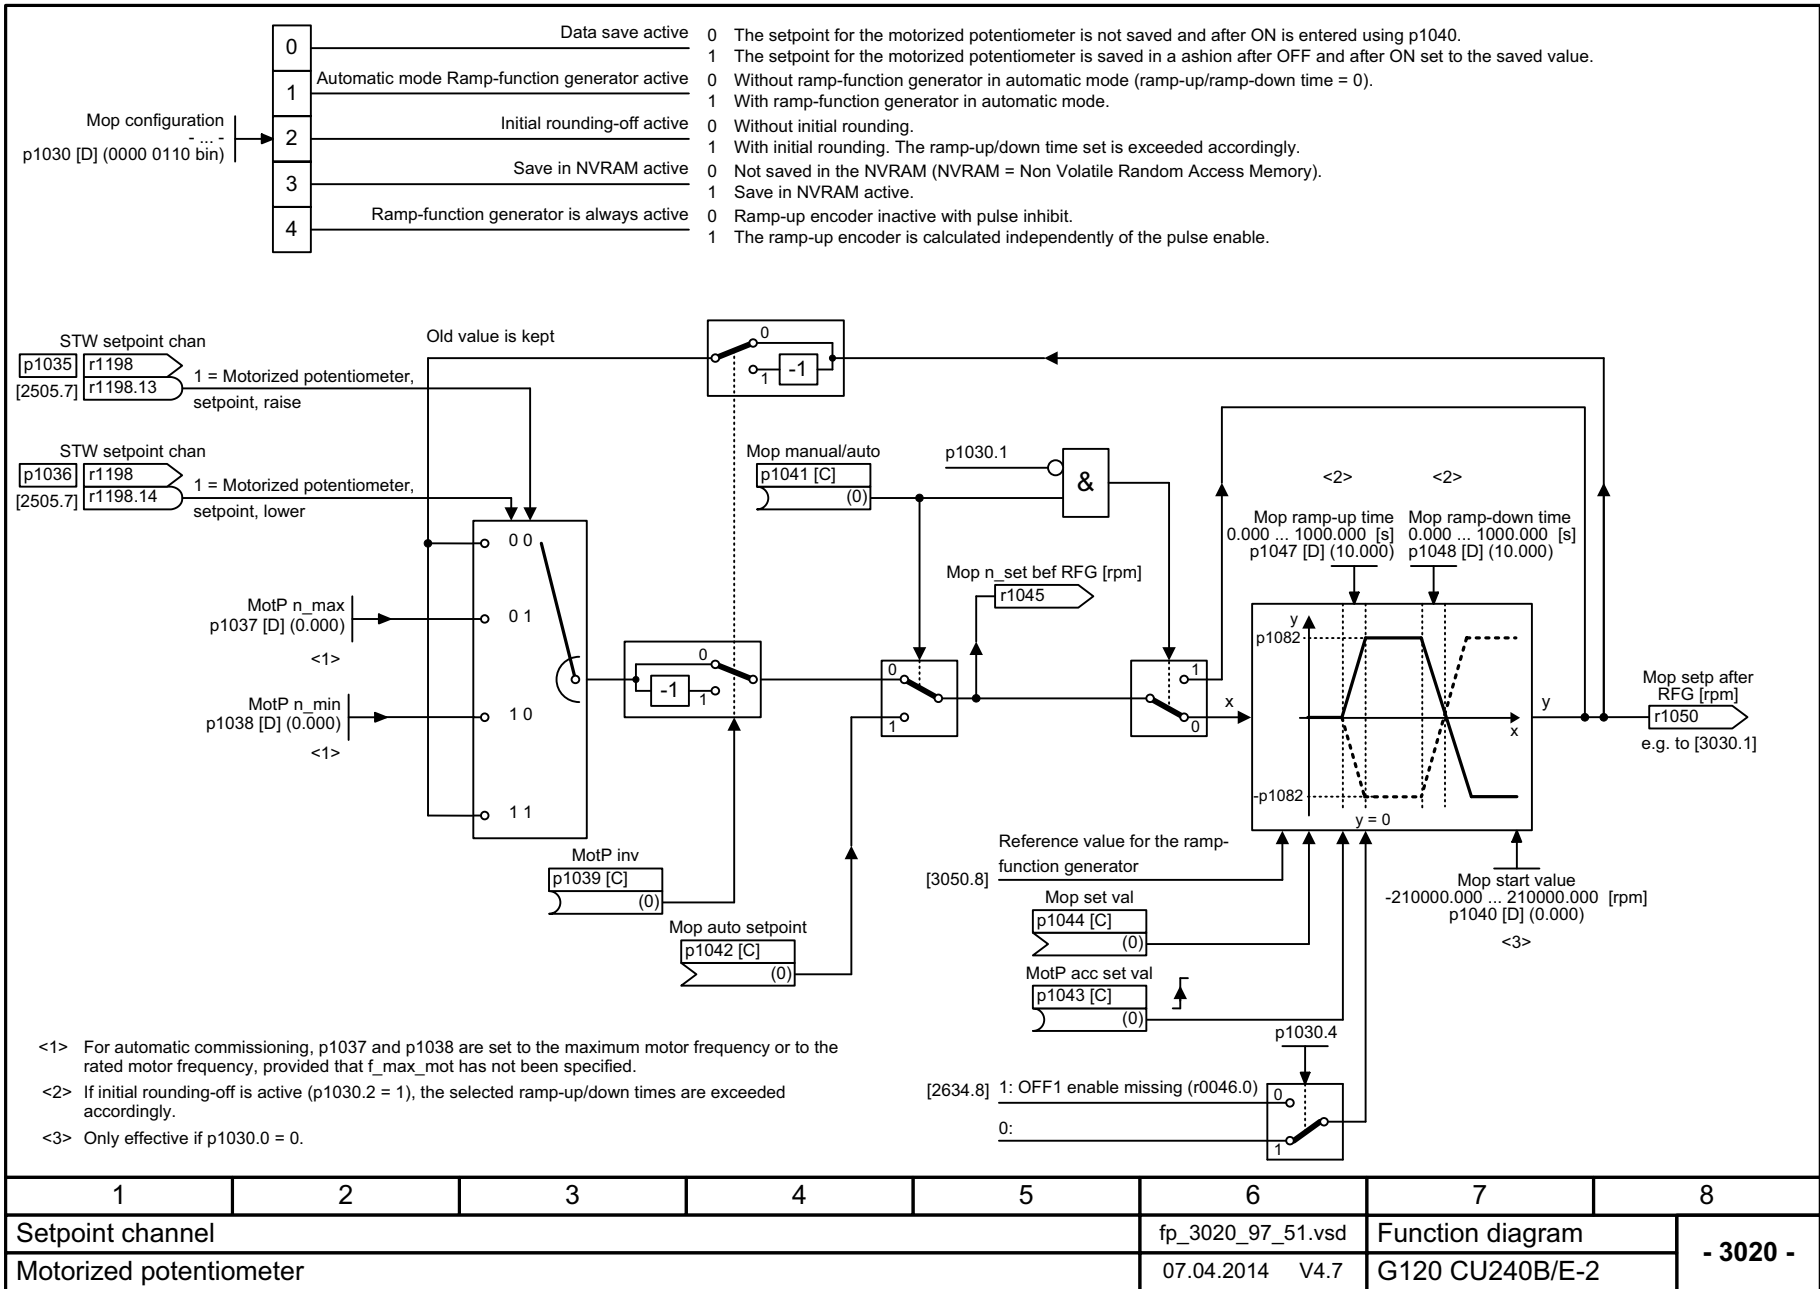 0
Data save active
0 The setpoint for the motorized potentiometer is not saved and after ON is entered using p1040.
1 The setpoint for the motorized potentiometer is saved in a ashion after OFF and after ON set to the saved value.
1
Automatic mode Ramp-function generator active
0 Without ramp-function generator in automatic mode (ramp-up/ramp-down time = 0).
1 With ramp-function generator in automatic mode.
Mop configuration
- ... -
p1030 [D] (0000 0110 bin)
2
Initial rounding-off active
0 Without initial rounding.
1 With initial rounding. The ramp-up/down time set is exceeded accordingly.
3
Save in NVRAM active
0 Not saved in the NVRAM (NVRAM = Non Volatile Random Access Memory).
1 Save in NVRAM active.
4
Ramp-function generator is always active
0 Ramp-up encoder inactive with pulse inhibit.
1 The ramp-up encoder is calculated independently of the pulse enable.
STW setpoint chan
p1035 r1198
[2505.7] r1198.13
1 = Motorized potentiometer,
setpoint, raise
Old value is kept
0
1
-1
STW setpoint chan
p1036 r1198
[2505.7] r1198.14
1 = Motorized potentiometer,
setpoint, lower
Mop manual/auto
p1041 [C]
(0)
p1030.1
&
<2>
<2>
Mop ramp-up time
0.000 ... 1000.000 [s]
p1047 [D] (10.000)
Mop ramp-down time
0.000 ... 1000.000 [s]
p1048 [D] (10.000)
0 0
0 1
1 0
1 1
MotP n_max
p1037 [D] (0.000)
<1>
MotP n_min
p1038 [D] (0.000)
<1>
0
-1
1
Mop n_set bef RFG [rpm]
r1045
0
1
1
0
x
y
p1082
-p1082
x
y = 0
y
Mop setp after
RFG [rpm]
r1050
e.g. to [3030.1]
MotP inv
p1039 [C]
(0)
Mop auto setpoint
p1042 [C]
(0)
Reference value for the ramp-
function generator
[3050.8]
Mop set val
p1044 [C]
(0)
MotP acc set val
p1043 [C]
(0)
Mop start value
-210000.000 ... 210000.000 [rpm]
p1040 [D] (0.000)
<3>
p1030.4
[2634.8] 1: OFF1 enable missing (r0046.0)
0
0:
1
<1> For automatic commissioning, p1037 and p1038 are set to the maximum motor frequency or to the
rated motor frequency, provided that f_max_mot has not been specified.
<2> If initial rounding-off is active (p1030.2 = 1), the selected ramp-up/down times are exceeded
accordingly.
<3> Only effective if p1030.0 = 0.
1 2 3 4 5 6 7 8
Setpoint channel
fp_3020_97_51.vsd
Function diagram
- 3020 -
Motorized potentiometer
07.04.2014 V4.7
G120 CU240B/E-2